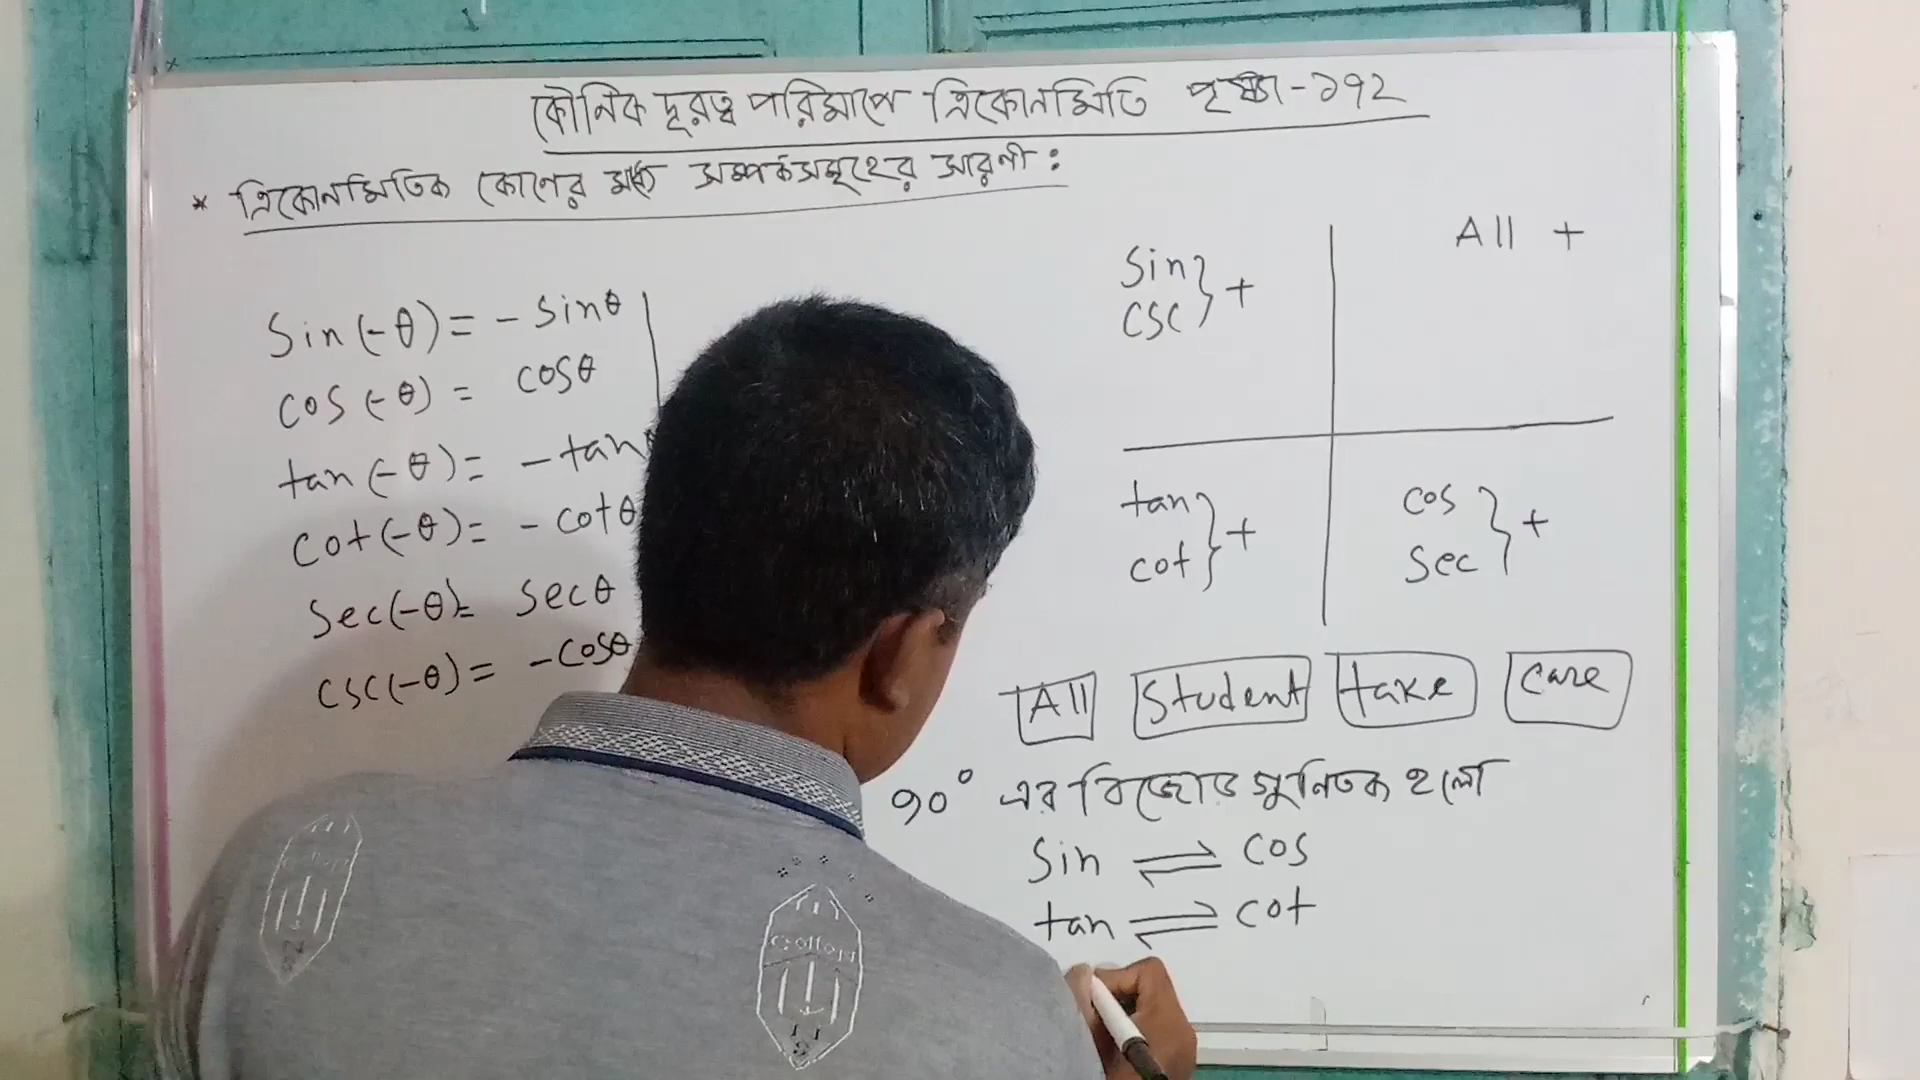 কৌনিক দূরত্ব পরিমাপে ত্রিকোনমিতি পৃষ্ঠা-১৭২
* ত্রিকোনমিতিক কোণের মধ্যে সম্পর্কসমূহের সারণী :
Sin(-θ) = - Sinθ
cos(-θ) = cosθ
tan(-θ) = - tan
cot(-θ) = - cotθ
Sec(-θ) = Secθ
csc(-θ) = -cosθ
Sin
csc } +
All +
tan
cot } +
cos
Sec } +
All Student take care
90° এর বিজোড় গুনিতক হলে
Sin ⇌ cos
tan ⇌ cot